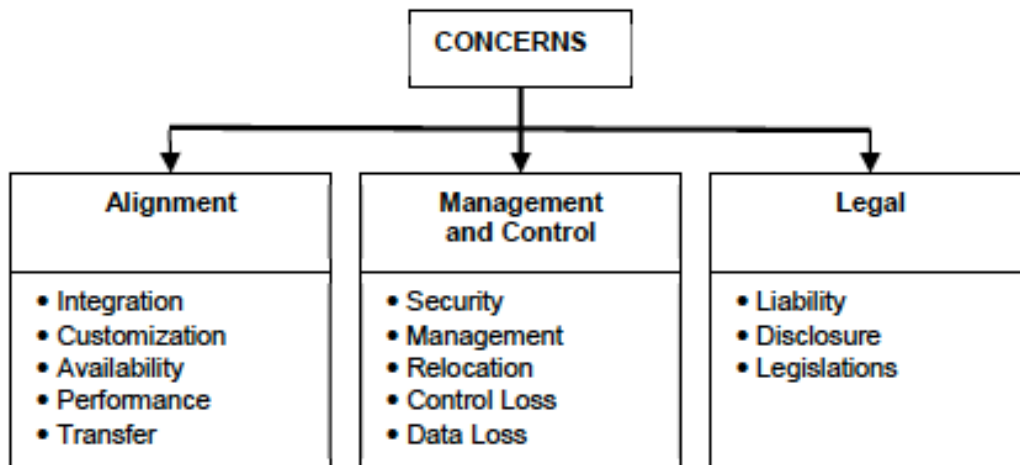 CONCERNS
Alignment
• Integration
• Customization
• Availability
• Performance
• Transfer
Management
and Control
• Security
• Management
• Relocation
• Control Loss
• Data Loss
Legal
• Liability
• Disclosure
• Legislations